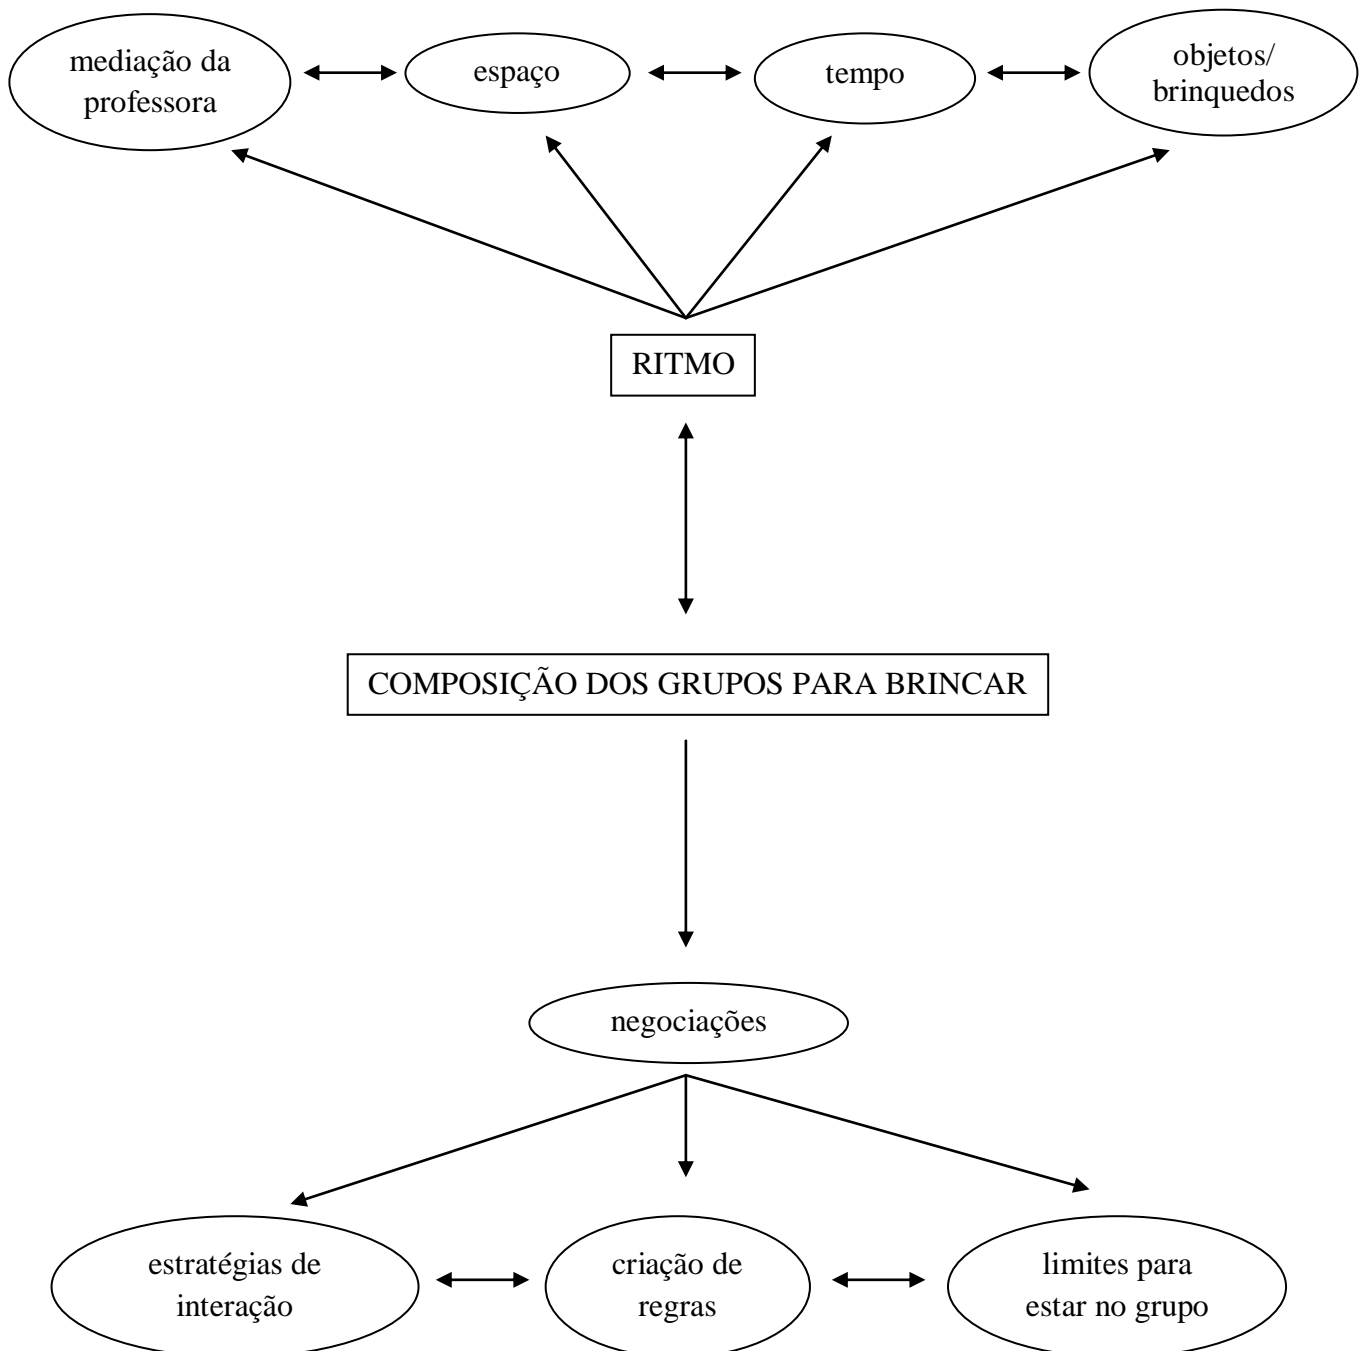 mediação da
professora
espaço
tempo
objetos/
brinquedos
RITMO
COMPOSIÇÃO DOS GRUPOS PARA BRINCAR
negociações
estratégias de
interação
criação de
regras
limites para
estar no grupo